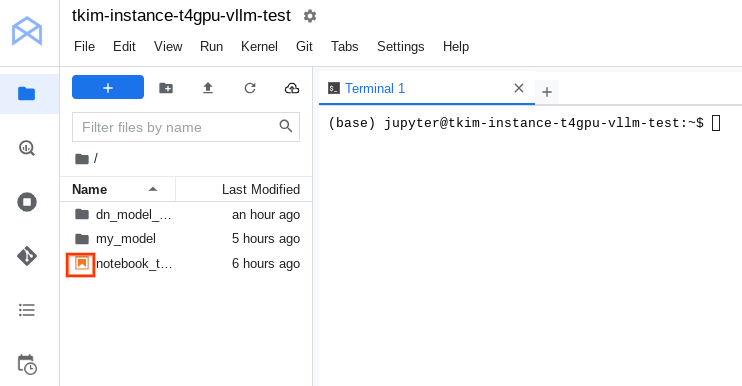 tkim-instance-t4gpu-vllm-test
File Edit View Run Kernel Git Tabs Settings Help
+
Filter files by name
/
Name Last Modified
dn_model_… an hour ago
my_model 5 hours ago
notebook_t… 6 hours ago
Terminal 1
(base) jupyter@tkim-instance-t4gpu-vllm-test:~$